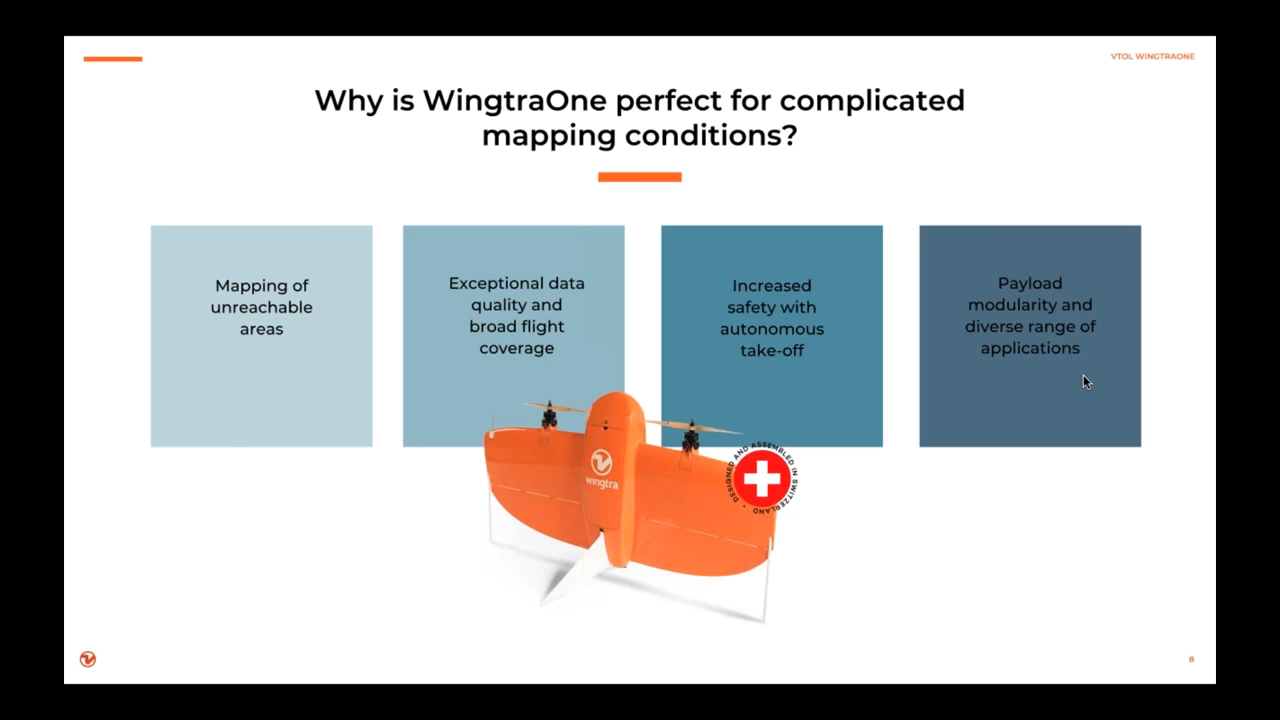 VTOL WINGTRAONE
Why is WingtraOne perfect for complicated
mapping conditions?
Mapping of
unreachable
areas
Exceptional data
quality and
broad flight
coverage
Increased
safety with
autonomous
take-off
Payload
modularity and
diverse range of
applications
wingtra
DESIGNED AND ASSEMBLED IN SWITZERLAND •
8